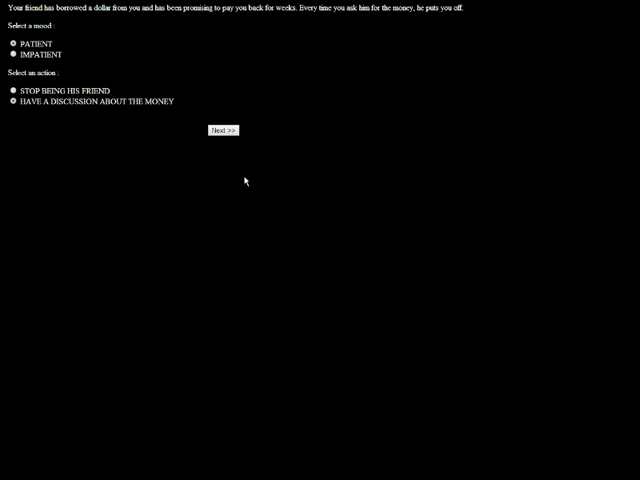 Your friend has borrowed a dollar from you and has been promising to pay you back for weeks. Every time you ask him for the money, he puts you off.
Select a mood :
PATIENT
IMPATIENT
Select an action :
STOP BEING HIS FRIEND
HAVE A DISCUSSION ABOUT THE MONEY
Next >>